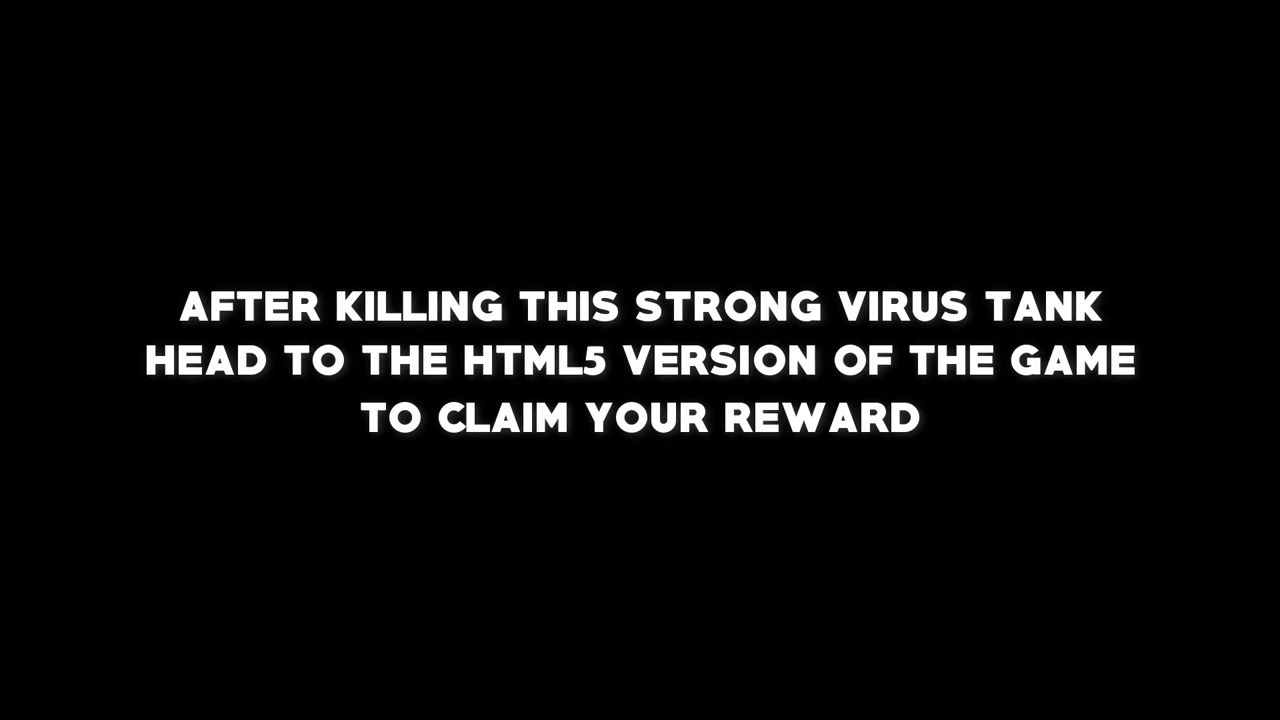 AFTER KILLING THIS STRONG VIRUS TANK
HEAD TO THE HTML5 VERSION OF THE GAME
TO CLAIM YOUR REWARD